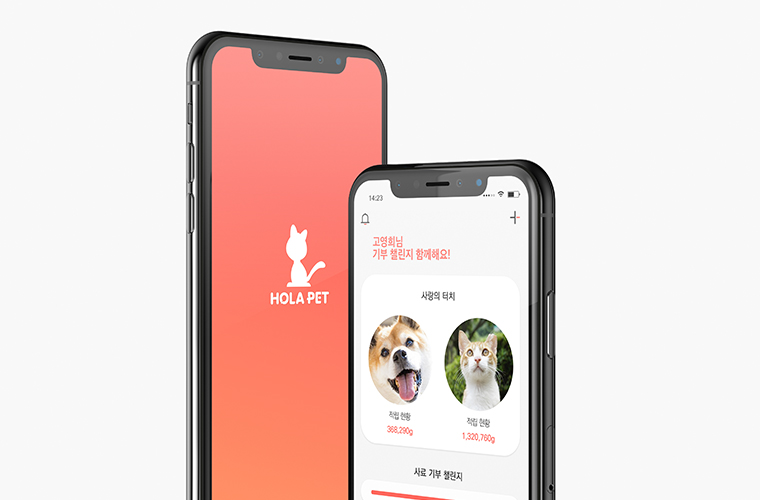 HOLA PET
14:23
고영희님
기부 챌린지 함께해요!
사랑의 터치
적립 현황
368,290g
적립 현황
1,320,760g
사료 기부 챌린지